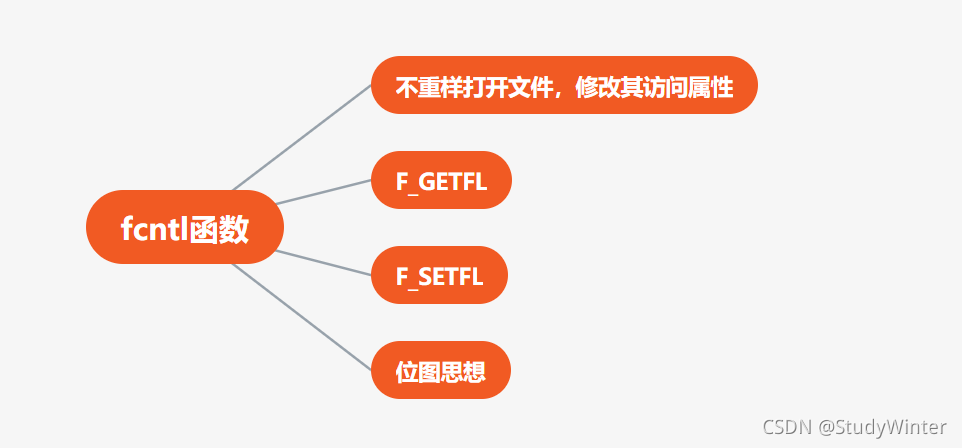 不重样打开文件，修改其访问属性
F_GETFL
fcntl函数
F_SETFL
位图思想
CSDN @StudyWinter